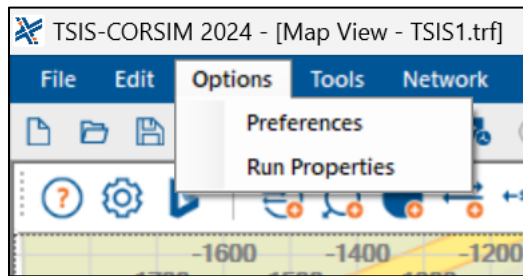 TSIS-CORSIM 2024 - [Map View - TSIS1.trf]
File Edit Options Tools Network
Preferences
Run Properties
-1600 -1400 -1200